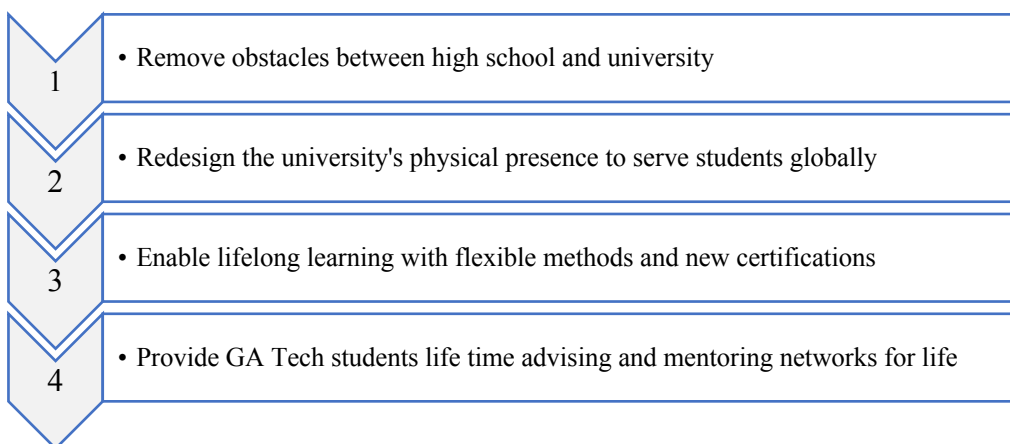 1
• Remove obstacles between high school and university
2
• Redesign the university's physical presence to serve students globally
3
• Enable lifelong learning with flexible methods and new certifications
4
• Provide GA Tech students life time advising and mentoring networks for life